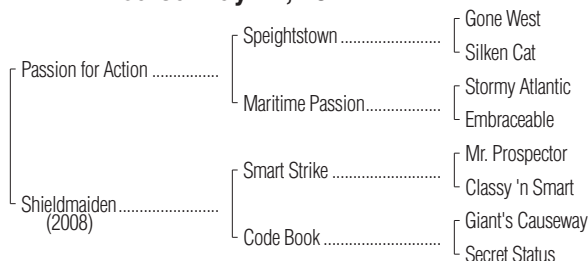 Gone West
Speightstown ....................
Silken Cat
Passion for Action ..............
Stormy Atlantic
Maritime Passion................
Embraceable
Mr. Prospector
Smart Strike ......................
Classy 'n Smart
Shieldmaiden.....................
(2008)
Giant's Causeway
Code Book ........................
Secret Status